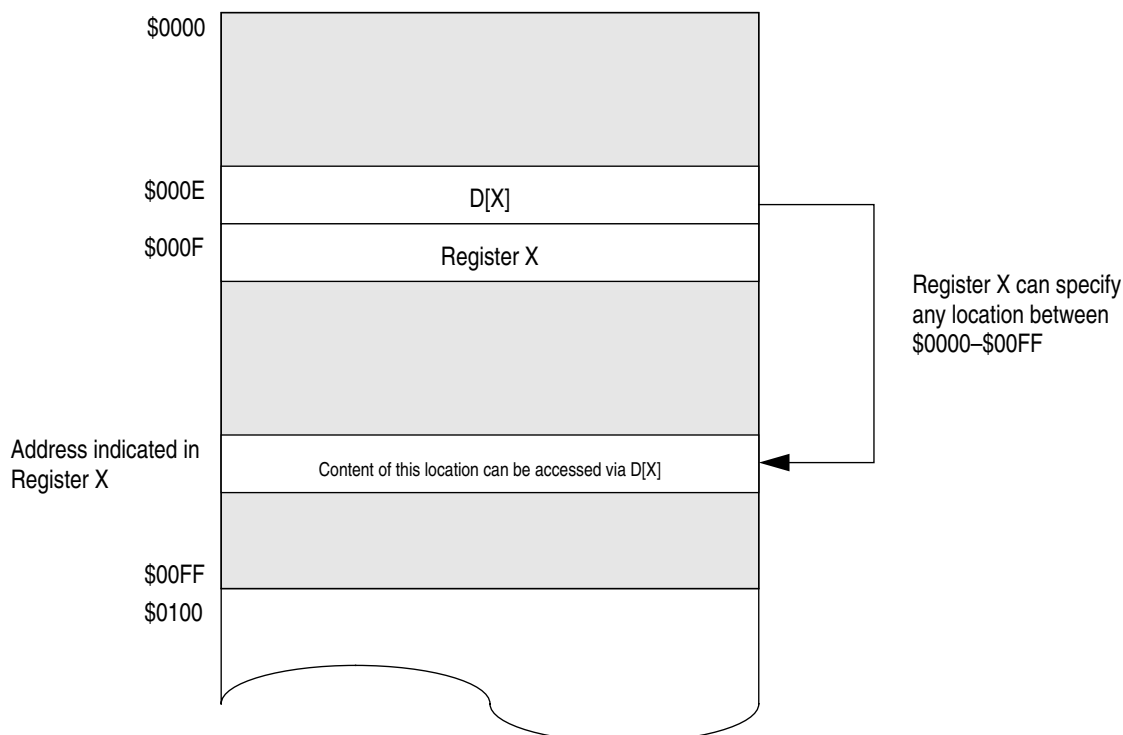 $0000
$000E
D[X]
$000F
Register X
Register X can specify
any location between
$0000–$00FF
Address indicated in
Register X
Content of this location can be accessed via D[X]
$00FF
$0100